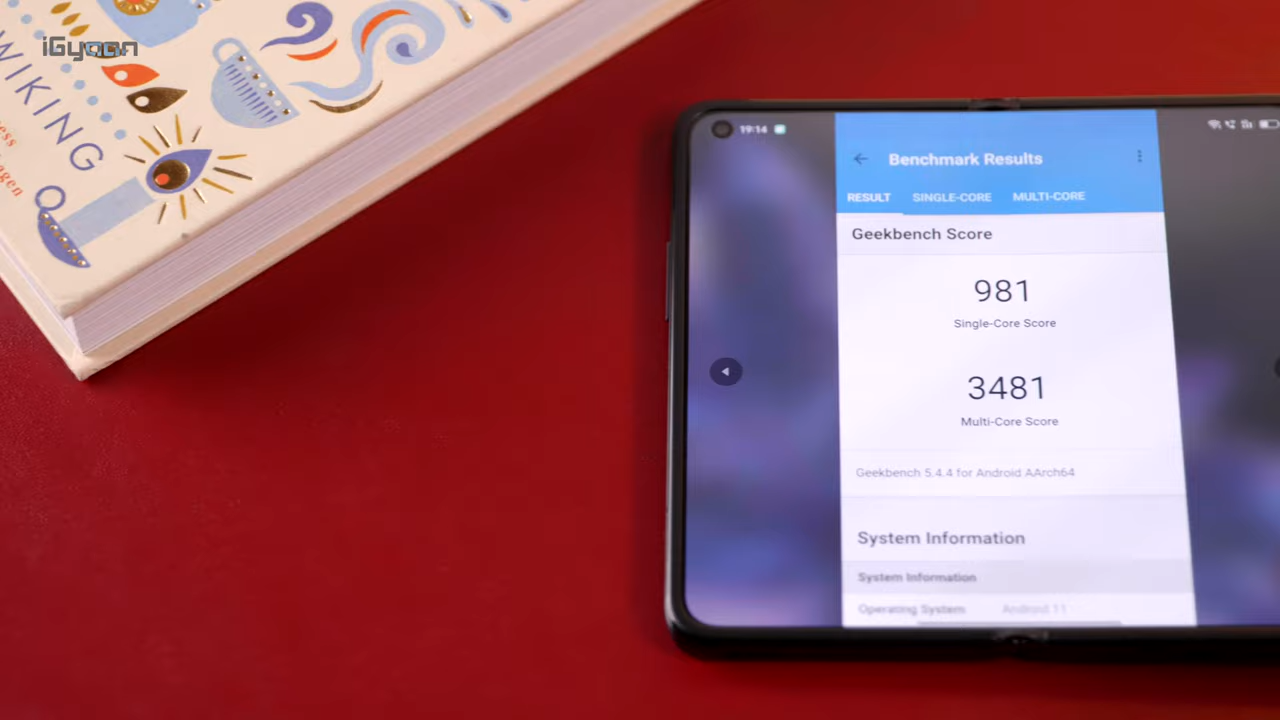 iGyaan
WIKING
19:14
Benchmark Results
RESULT SINGLE-CORE MULTI-CORE
Geekbench Score
981
Single-Core Score
3481
Multi-Core Score
Geekbench 5.4.4 for Android AArch64
System Information
System Information
Operating System Android 11